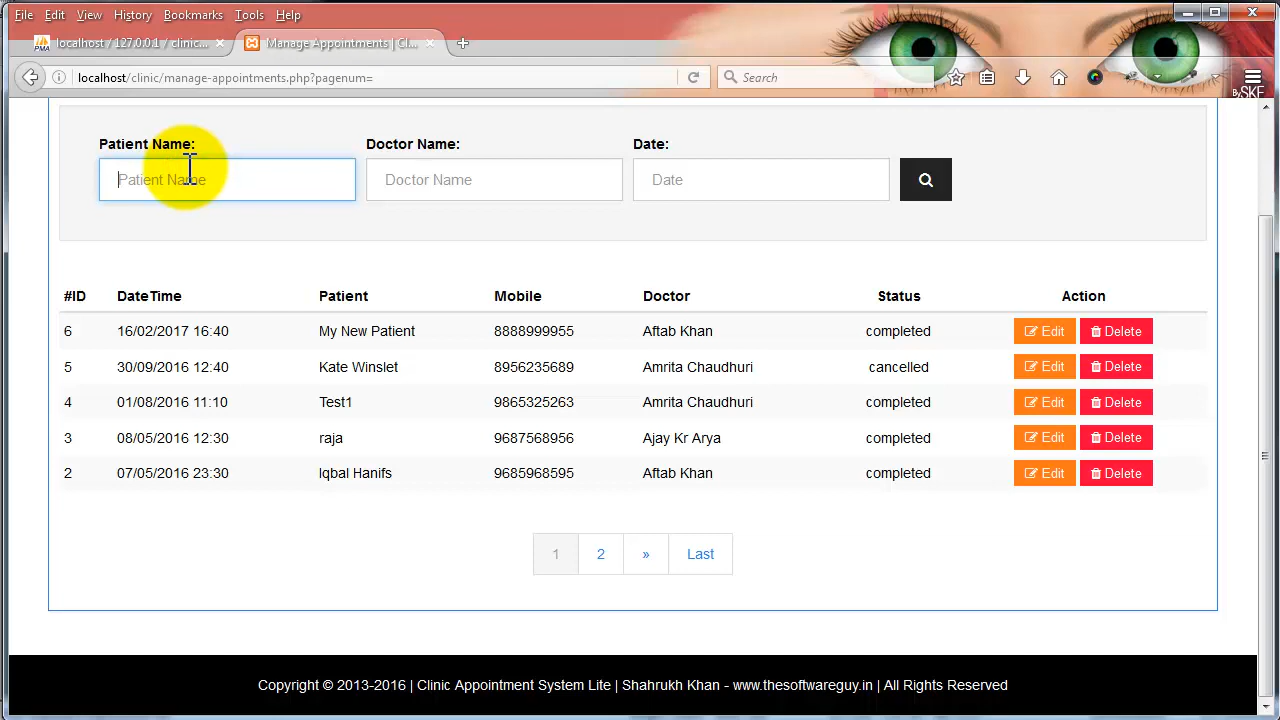 File Edit View History Bookmarks Tools Help
PMA localhost / 127.0.0.1 / clinic... × Manage Appointments | Cl... ×
localhost/clinic/manage-appointments.php?pagenum= Search
By SKE
Patient Name: Doctor Name: Date:
Patient Name Doctor Name Date
#ID DateTime Patient Mobile Doctor Status Action
6 16/02/2017 16:40 My New Patient 8888999955 Aftab Khan completed Edit Delete
5 30/09/2016 12:40 Kate Winslet 8956235689 Amrita Chaudhuri cancelled Edit Delete
4 01/08/2016 11:10 Test1 9865325263 Amrita Chaudhuri completed Edit Delete
3 08/05/2016 12:30 raja 9687568956 Ajay Kr Arya completed Edit Delete
2 07/05/2016 23:30 Iqbal Hanifs 9685968595 Aftab Khan completed Edit Delete
1 2 » Last
Copyright © 2013-2016 | Clinic Appointment System Lite | Shahrukh Khan - www.thesoftwareguy.in | All Rights Reserved